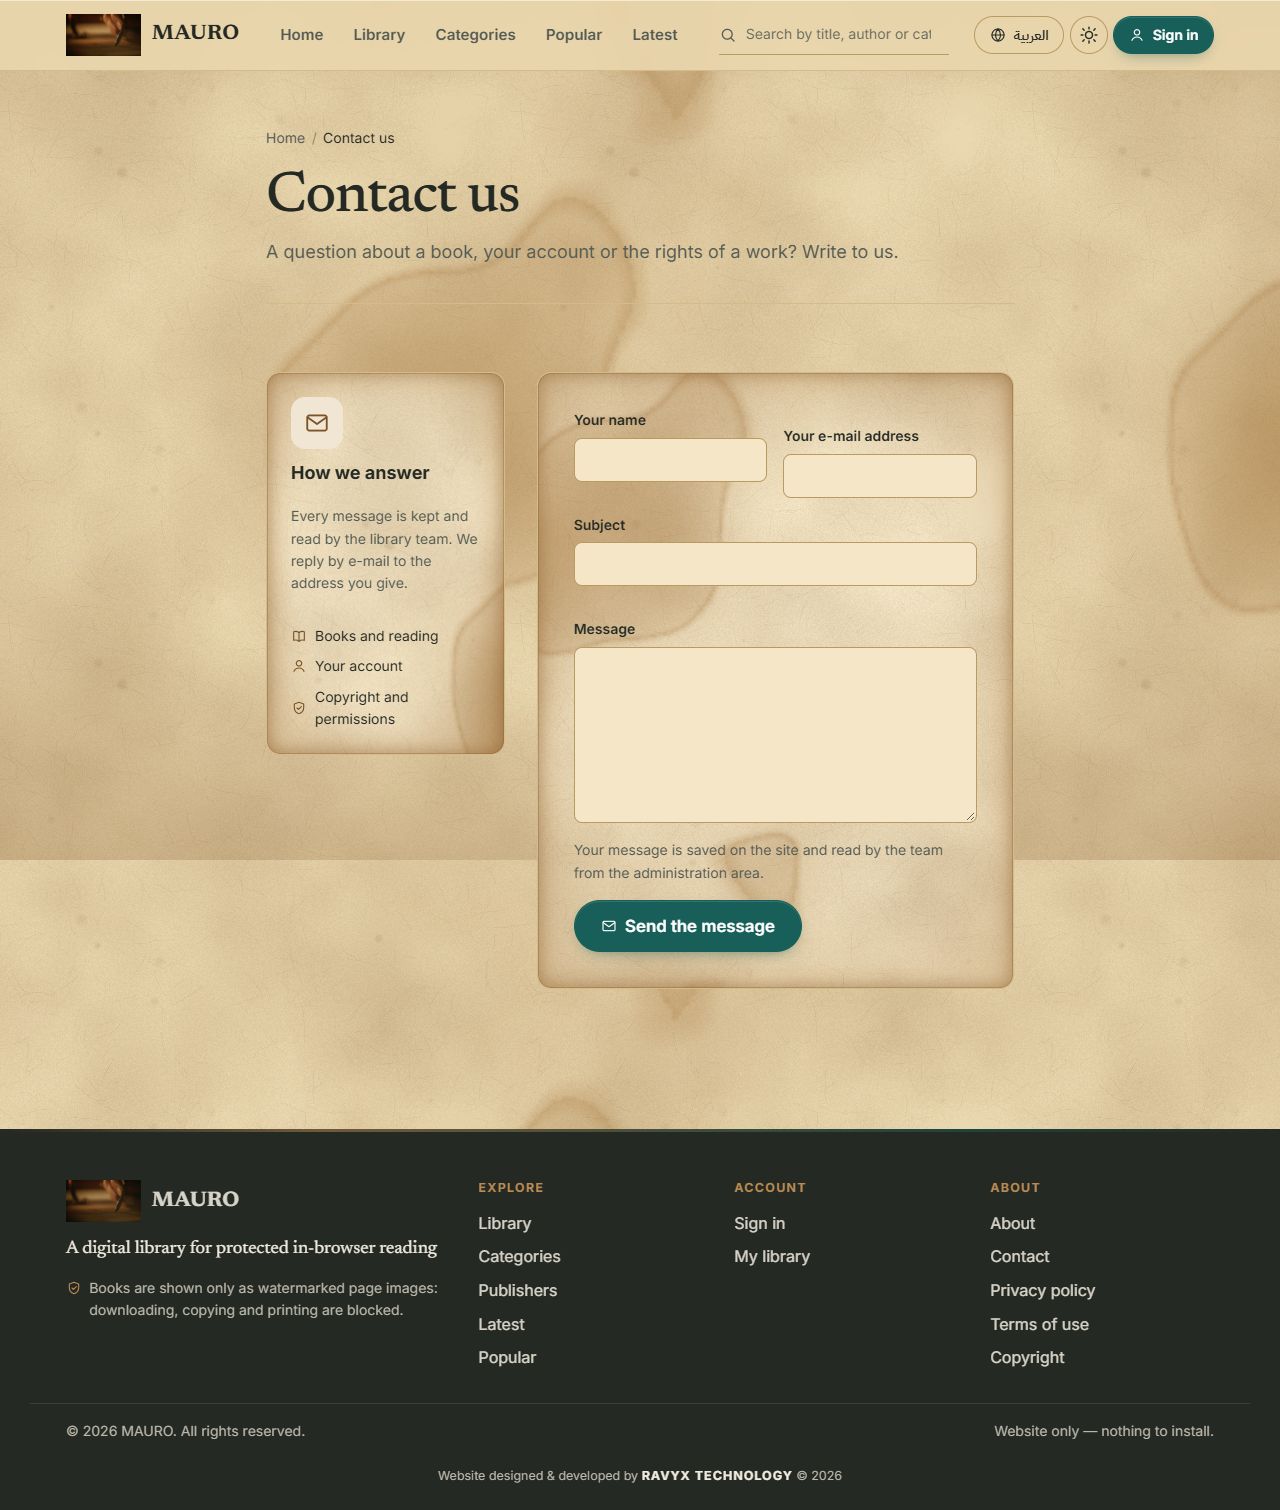 MAURO
Home
Library
Categories
Popular
Latest
Search by title, author or cat
العربية
Sign in
Home / Contact us
Contact us
A question about a book, your account or the rights of a work? Write to us.
How we answer
Every message is kept and
read by the library team. We
reply by e-mail to the
address you give.
Books and reading
Your account
Copyright and
permissions
Your name
Your e-mail address
Subject
Message
Your message is saved on the site and read by the team
from the administration area.
Send the message
MAURO
A digital library for protected in-browser reading
Books are shown only as watermarked page images:
downloading, copying and printing are blocked.
EXPLORE
Library
Categories
Publishers
Latest
Popular
ACCOUNT
Sign in
My library
ABOUT
About
Contact
Privacy policy
Terms of use
Copyright
© 2026 MAURO. All rights reserved.
Website only — nothing to install.
Website designed & developed by RAVYX TECHNOLOGY © 2026